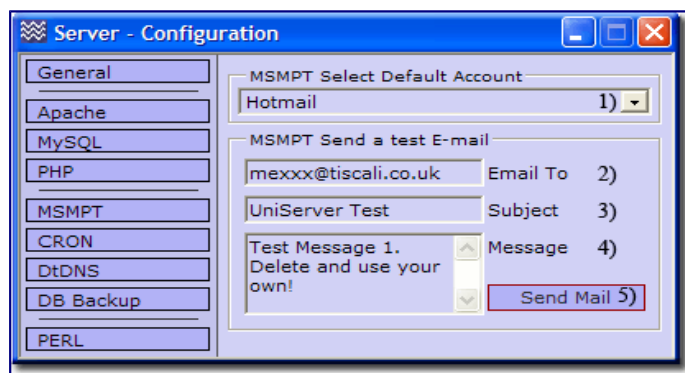 Server - Configuration
General
Apache
MySQL
PHP
MSMPT
CRON
DtDNS
DB Backup
PERL
MSMPT Select Default Account
Hotmail 1)
MSMPT Send a test E-mail
mexxx@tiscali.co.uk Email To 2)
UniServer Test Subject 3)
Test Message 1. Message 4)
Delete and use your
own!
Send Mail 5)